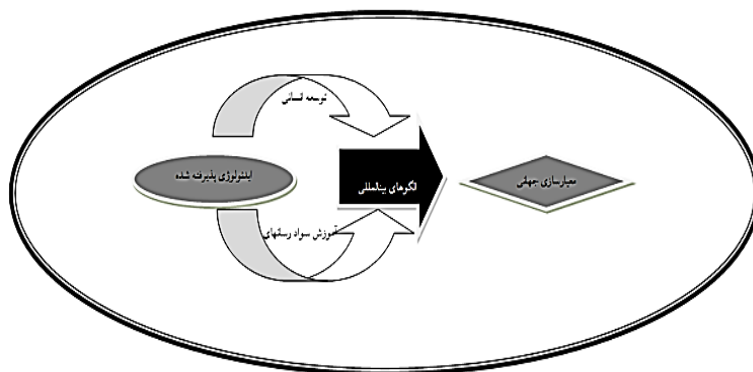 توسعه انسانی
ایدئولوژی پذیرفته شده
الگوهای بینالمللی
معیارسازی جهانی
آموزش سواد رسانهای